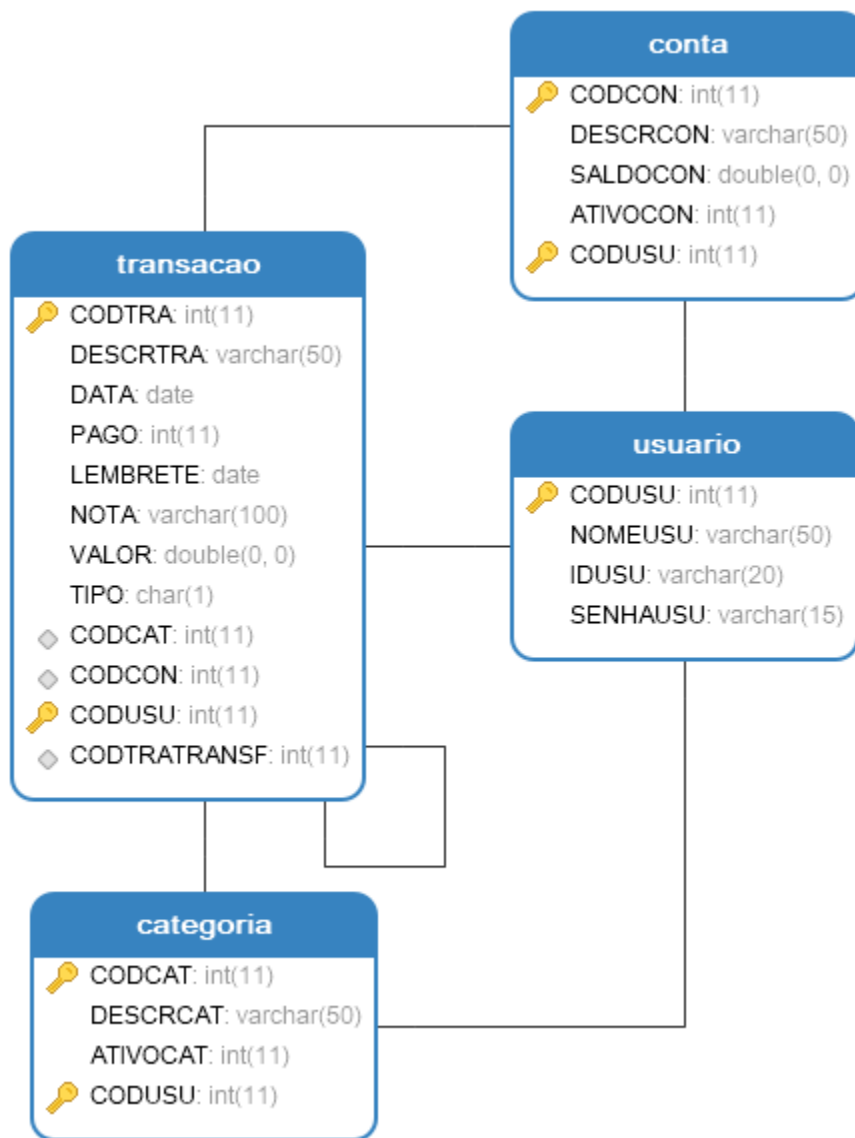 conta
CODCON: int(11)
DESCRCON: varchar(50)
SALDOCON: double(0, 0)
ATIVOCON: int(11)
CODUSU: int(11)
transacao
CODTRA: int(11)
DESCRTRA: varchar(50)
DATA: date
PAGO: int(11)
LEMBRETE: date
NOTA: varchar(100)
VALOR: double(0, 0)
TIPO: char(1)
CODCAT: int(11)
CODCON: int(11)
CODUSU: int(11)
CODTRATRANSF: int(11)
usuario
CODUSU: int(11)
NOMEUSU: varchar(50)
IDUSU: varchar(20)
SENHAUSU: varchar(15)
categoria
CODCAT: int(11)
DESCRCAT: varchar(50)
ATIVOCAT: int(11)
CODUSU: int(11)